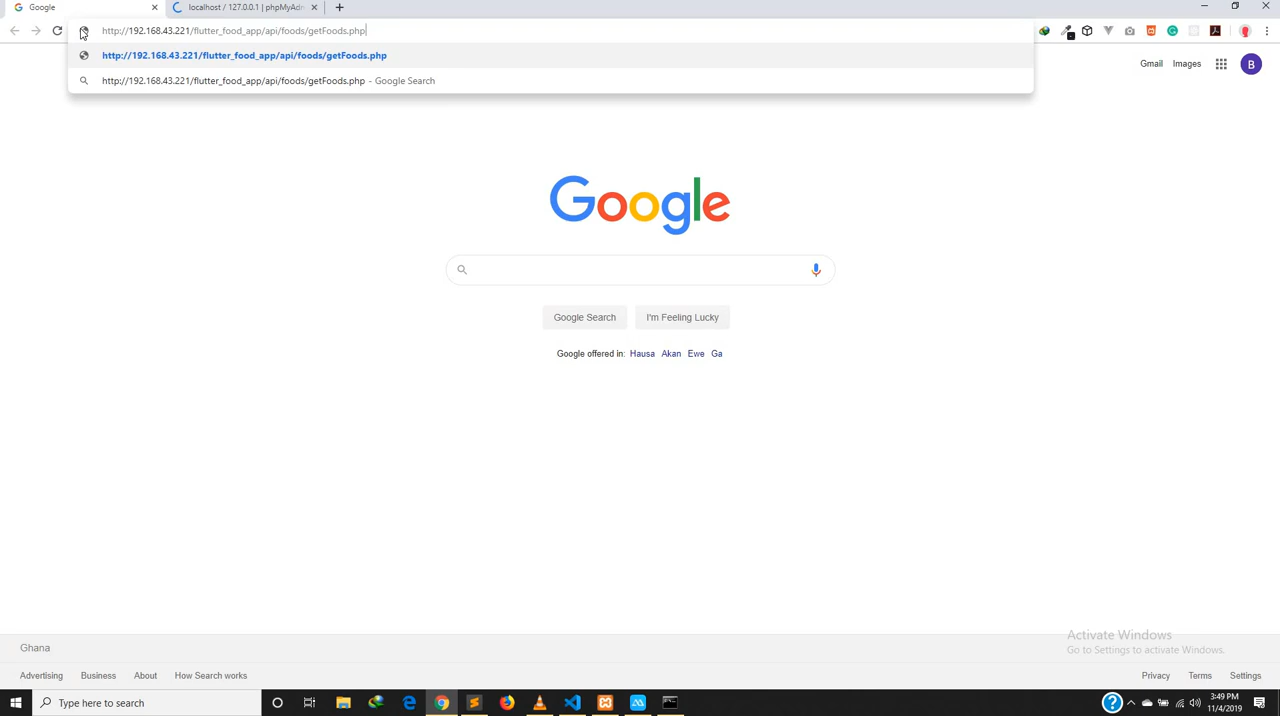 Google
localhost / 127.0.0.1 | phpMyAdm
http://192.168.43.221/flutter_food_app/api/foods/getFoods.php
http://192.168.43.221/flutter_food_app/api/foods/getFoods.php
http://192.168.43.221/flutter_food_app/api/foods/getFoods.php - Google Search
Gmail Images B
Google
Google Search I'm Feeling Lucky
Google offered in: Hausa Akan Ewe Ga
Activate Windows
Go to Settings to activate Windows.
Ghana
Advertising Business About How Search works Privacy Terms Settings
Type here to search
3:49 PM
11/4/2019